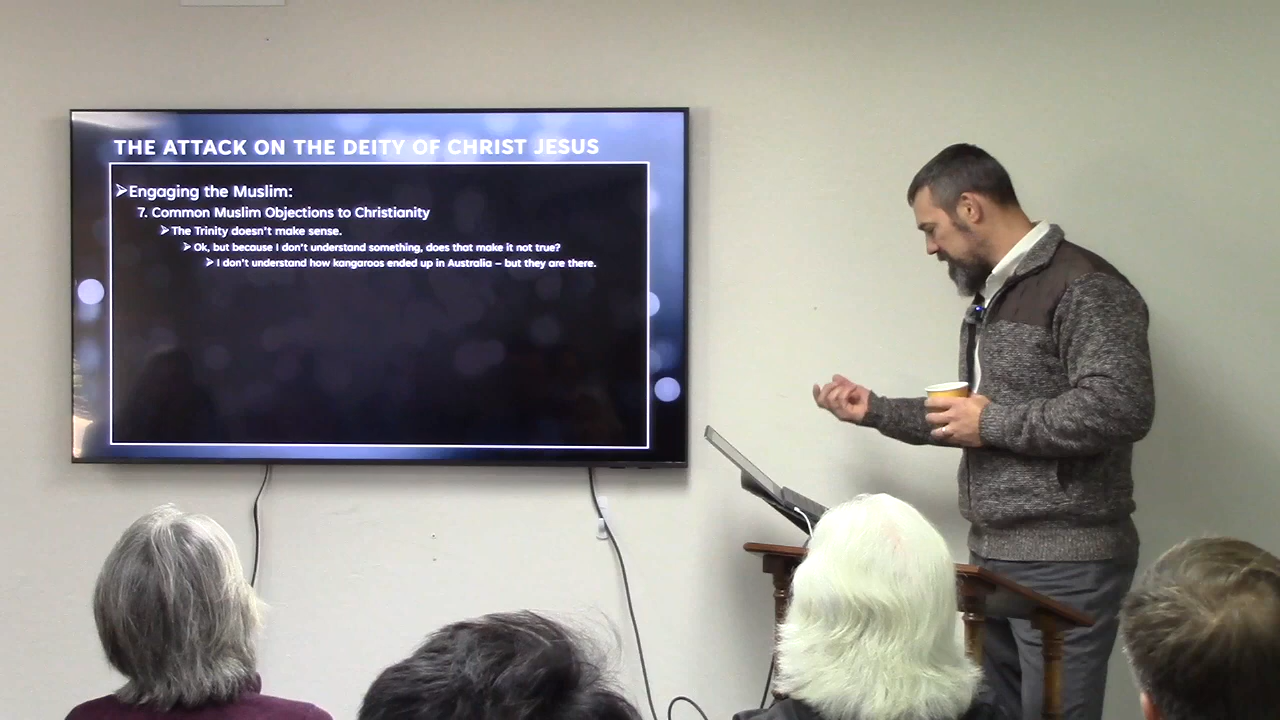 THE ATTACK ON THE DEITY OF CHRIST JESUS
➢Engaging the Muslim:
7. Common Muslim Objections to Christianity
➢The Trinity doesn't make sense.
➢Ok, but because I don't understand something, does that make it not true?
➢I don't understand how kangaroos ended up in Australia – but they are there.